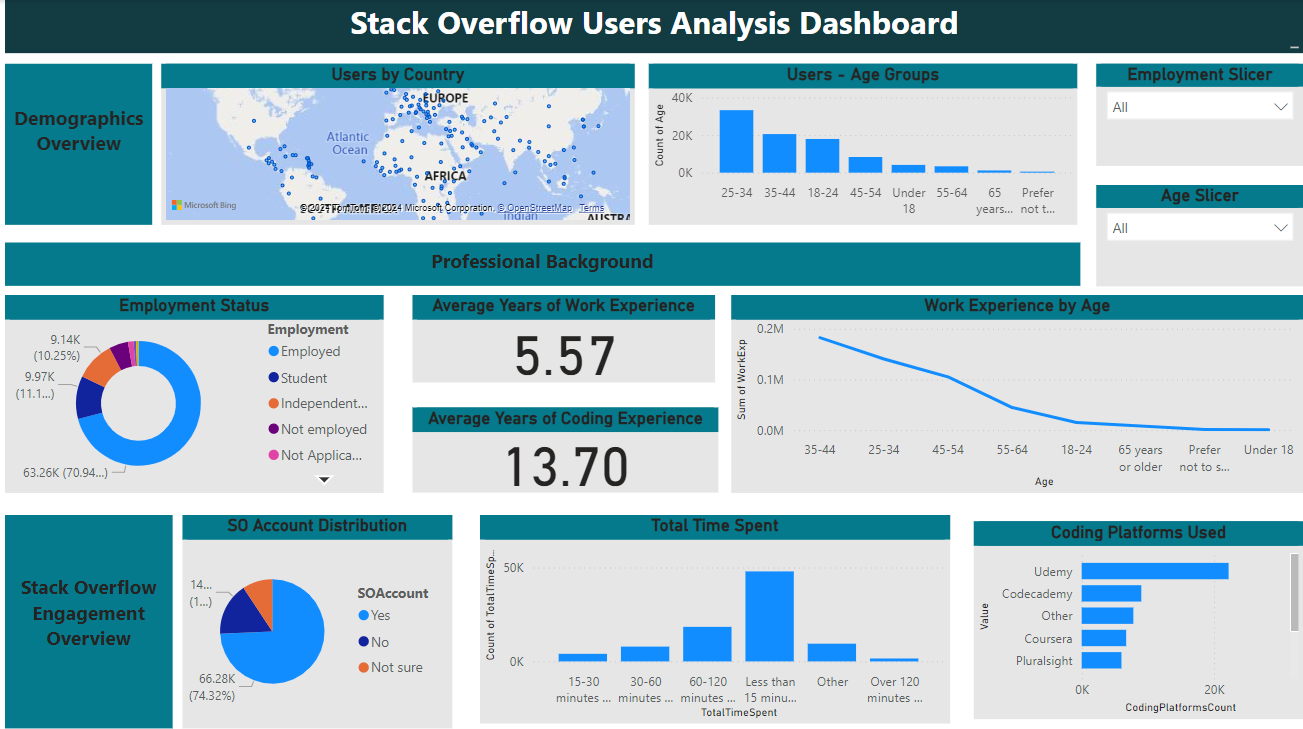 Stack Overflow Users Analysis Dashboard
Demographics
Overview
Users by Country
EUROPE
Atlantic
Ocean
AFRICA
Indian
AUSTRA
Microsoft Bing
Microsoft Corporation, © OpenStreetMap Terms
Users - Age Groups
Count of Age
40K
20K
0K
25-34
35-44
18-24
45-54
Under
18
55-64
65
years...
Prefer
not t...
Employment Slicer
All
Age Slicer
All
Professional Background
Employment Status
9.14K
(10.25%)
9.97K
(11.1...)
63.26K (70.94...)
Employment
Employed
Student
Independent...
Not employed
Not Applica...
Average Years of Work Experience
5.57
Average Years of Coding Experience
13.70
Work Experience by Age
Sum of WorkExp
0.2M
0.1M
0.0M
35-44
25-34
45-54
55-64
18-24
65 years
or older
Prefer
not to s...
Under 18
Age
Stack Overflow
Engagement
Overview
SO Account Distribution
14...
(1...)
66.28K
(74.32%)
SOAccount
Yes
No
Not sure
Total Time Spent
Count of TotalTimeSp...
50K
0K
15-30
minutes ...
30-60
minutes ...
60-120
minutes ...
Less than
15 minu...
Other
Over 120
minutes ...
TotalTimeSpent
Coding Platforms Used
Value
Udemy
Codecademy
Other
Coursera
Pluralsight
0K
20K
CodingPlatformsCount